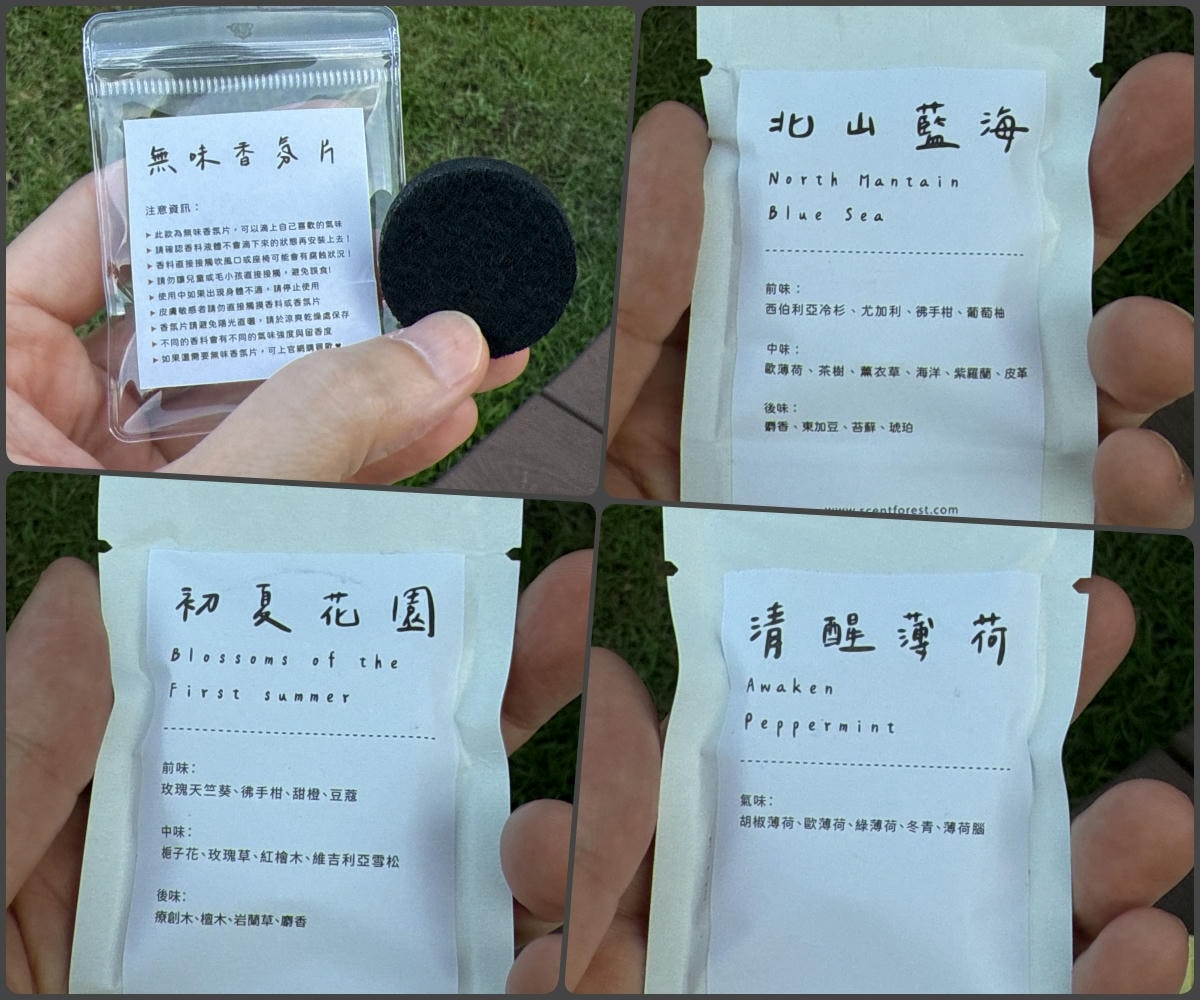 無味香氛片
注意資訊：
▸ 此款為無味香氛片，可以滴上自己喜歡的氣味
▸ 請確認香料液體不會滴下來的狀態再安裝上去！
▸ 香料直接接觸吹風口或座椅可能會有腐蝕狀況！
▸ 請勿讓兒童或毛小孩直接接觸，避免誤食!
▸ 使用中如果出現身體不適，請停止使用
▸ 皮膚敏感者請勿直接觸摸香料或香氛片
▸ 香氛片請避免陽光直曬，請於涼爽乾燥處保存
▸ 不同的香料會有不同的氣味強度與留香度
▸ 如果還需要無味香氛片，可上官網購買歐♥
北山藍海
North Mantain
Blue Sea
前味：
西伯利亞冷杉、尤加利、彿手柑、葡萄柚
中味：
歐薄荷、茶樹、薰衣草、海洋、紫羅蘭、皮革
後味：
麝香、東加豆、苔蘇、琥珀
www.scentforest.com
初夏花園
Blossoms of the
First summer
前味：
玫瑰天竺葵、彿手柑、甜橙、豆蔻
中味：
梔子花、玫瑰草、紅檜木、維吉利亞雪松
後味：
療創木、檀木、岩蘭草、麝香
清醒薄荷
Awaken
Peppermint
氣味：
胡椒薄荷、歐薄荷、綠薄荷、冬青、薄荷腦